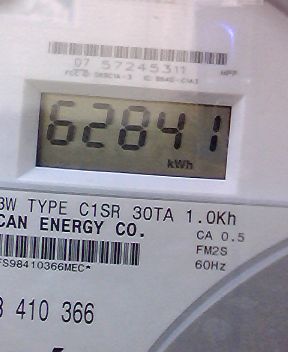 07 57245311
62841
kWh
3W TYPE C1SR 30TA 1.0Kh
CAN ENERGY CO.
CA 0.5
FM2S
FS98410366MEC*
60Hz
410 366